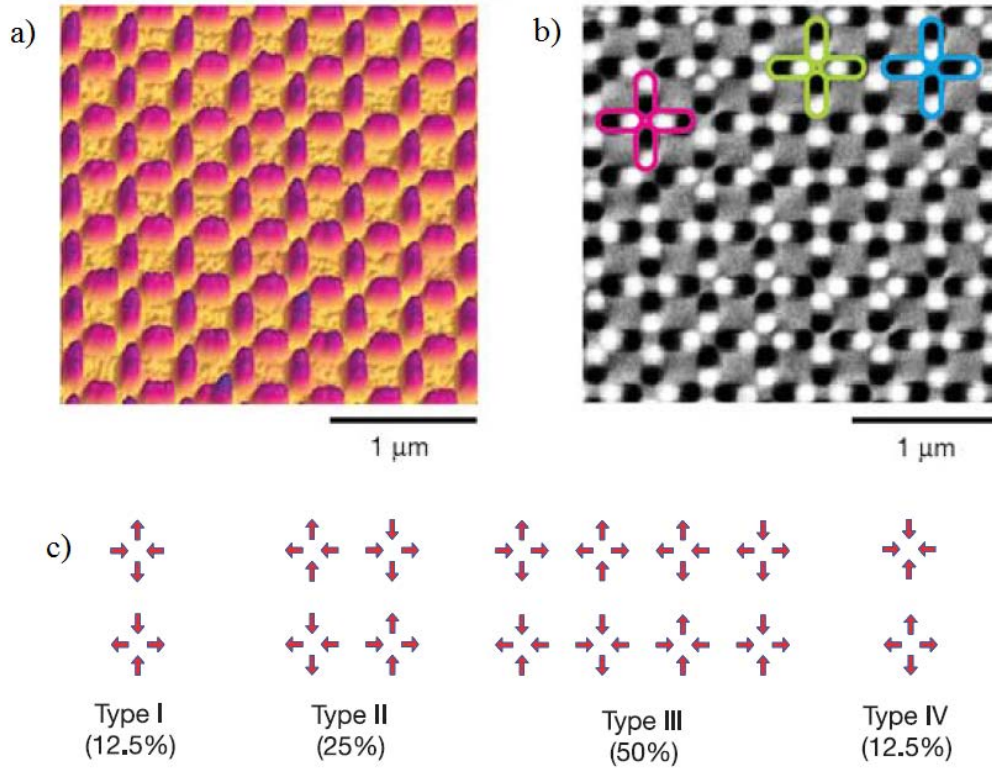 a)
b)
1 μm
1 μm
c)
Type I
(12.5%)
Type II
(25%)
Type III
(50%)
Type IV
(12.5%)